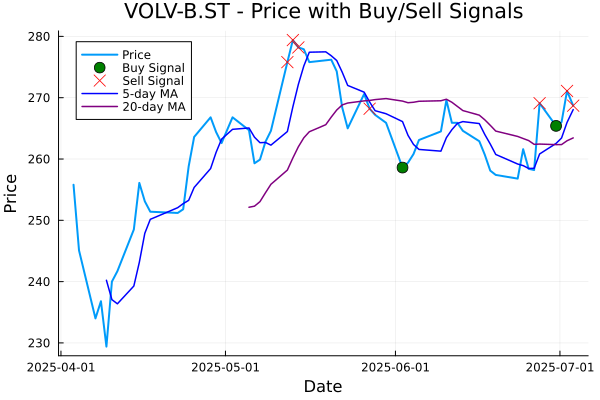 VOLV-B.ST - Price with Buy/Sell Signals
280
270
260
250
240
230
Price
Price
Buy Signal
Sell Signal
5-day MA
20-day MA
2025-04-01
2025-05-01
2025-06-01
2025-07-01
Date